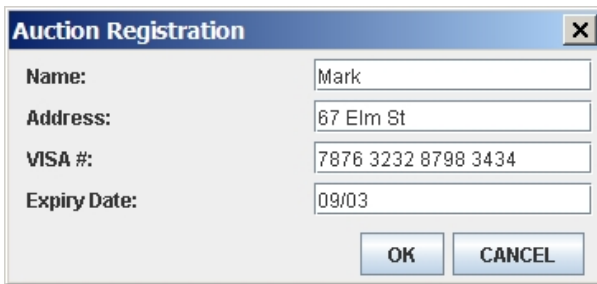 Auction Registration
Name: Mark
Address: 67 Elm St
VISA #: 7876 3232 8798 3434
Expiry Date: 09/03
OK CANCEL